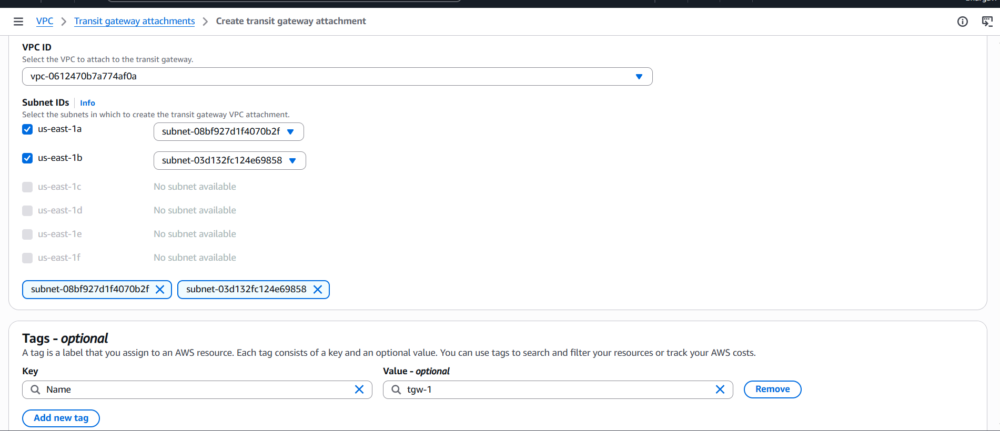 VPC > Transit gateway attachments > Create transit gateway attachment
VPC ID
Select the VPC to attach to the transit gateway.
vpc-0612470b7a774af0a
Subnet IDs Info
Select the subnets in which to create the transit gateway VPC attachment.
us-east-1a subnet-08bf927d1f4070b2f
us-east-1b subnet-03d132fc124e69858
us-east-1c No subnet available
us-east-1d No subnet available
us-east-1e No subnet available
us-east-1f No subnet available
subnet-08bf927d1f4070b2f subnet-03d132fc124e69858
Tags - optional
A tag is a label that you assign to an AWS resource. Each tag consists of a key and an optional value. You can use tags to search and filter your resources or track your AWS costs.
Key Value - optional
Name tgw-1 Remove
Add new tag